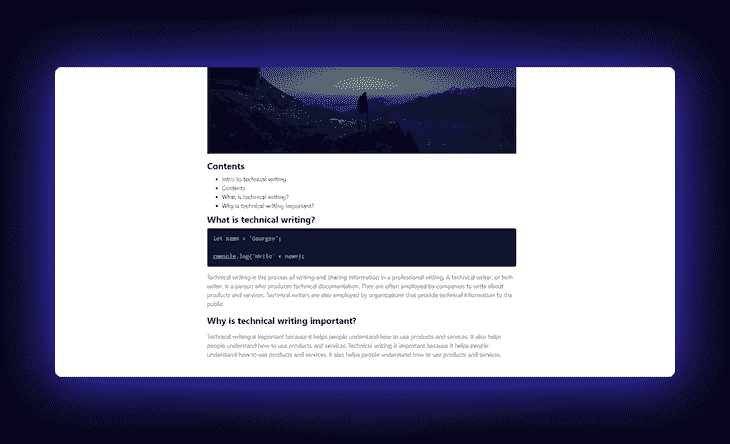 Contents
Intro to technical writing
Contents
What is technical writing?
Why is technical writing important?
What is technical writing?
let name = 'Georgey';
console.log('Hello' + name);
Technical writing is the process of writing and sharing information in a professional setting. A technical writer, or tech
writer, is a person who produces technical documentation. They are often employed by companies to write about
products and services. Technical writers are also employed by organizations that provide technical information to the
public.
Why is technical writing important?
Technical writing is important because it helps people understand how to use products and services. It also helps
people understand how to use products and services. Technical writing is important because it helps people
understand how to use products and services. It also helps people understand how to use products and services.